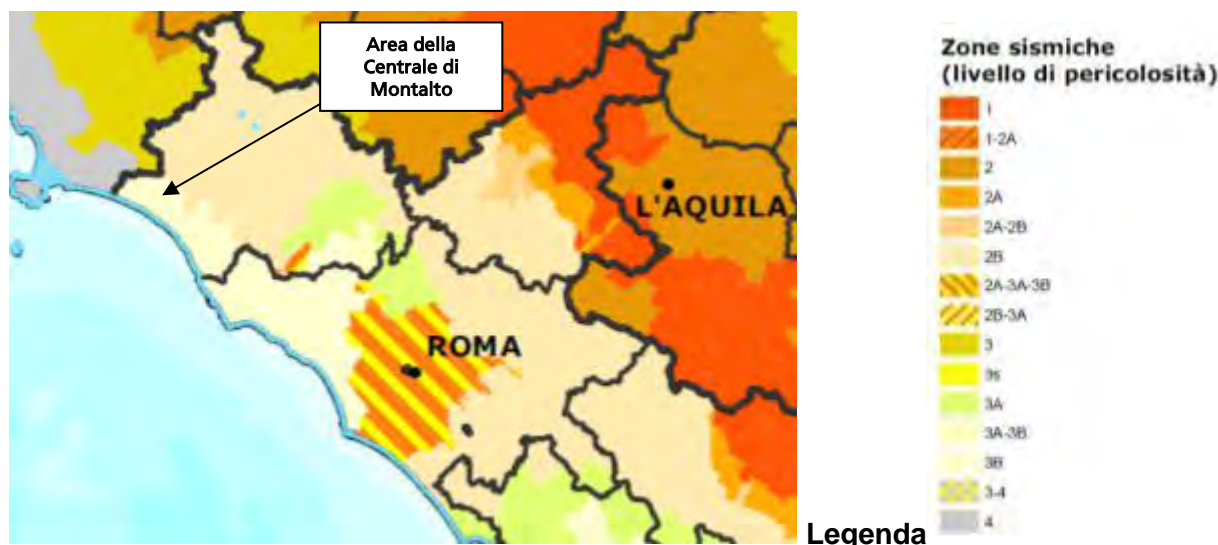 Area della
Centrale di
Montalto
L'AQUILA
ROMA
Legenda
Zone sismiche
(livello di pericolosità)
1
1-2A
2
2A
2A-2B
2B
2A-3A-3B
2B-3A
3
3s
3A
3A-3B
3B
3-4
4